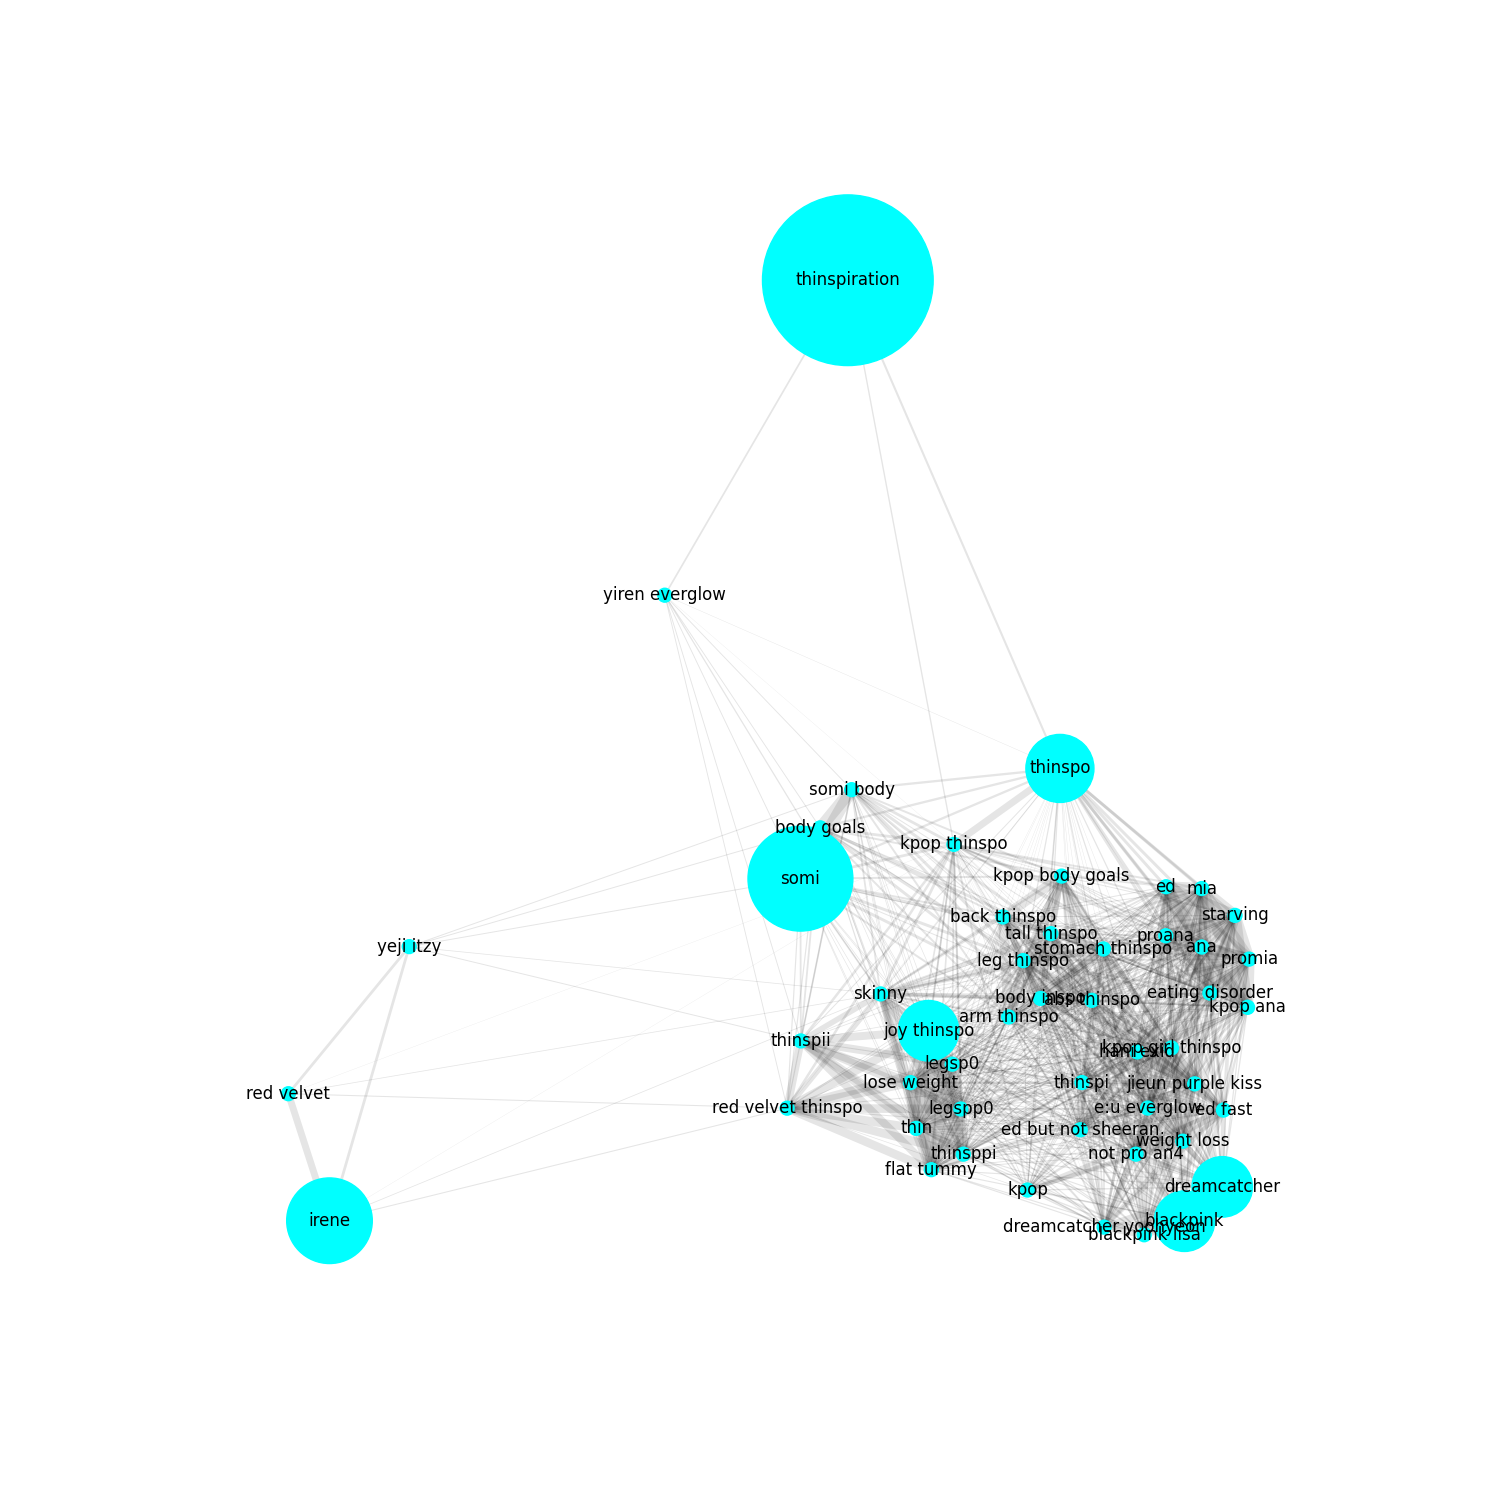 thinspiration
yiren everglow
thinspo
somi body
body goals
kpop thinspo
somi
kpop body goals
ed
mia
back thinspo
starving
tall thinspo
proana
stomach thinspo
ana
yeji itzy
leg thinspo
promia
skinny
eating disorder
body inspo
abs thinspo
kpop ana
arm thinspo
joy thinspo
thinspii
kpop girl thinspo
hani exid
legsp0
lose weight
thinspi
jieun purple kiss
red velvet
red velvet thinspo
legspp0
e:u everglow
ed fast
thin
ed but not sheeran
weight loss
thinsppi
not pro an4
flat tummy
dreamcatcher
kpop
irene
blackpink
dreamcatcher yoohyeon
blackpink lisa